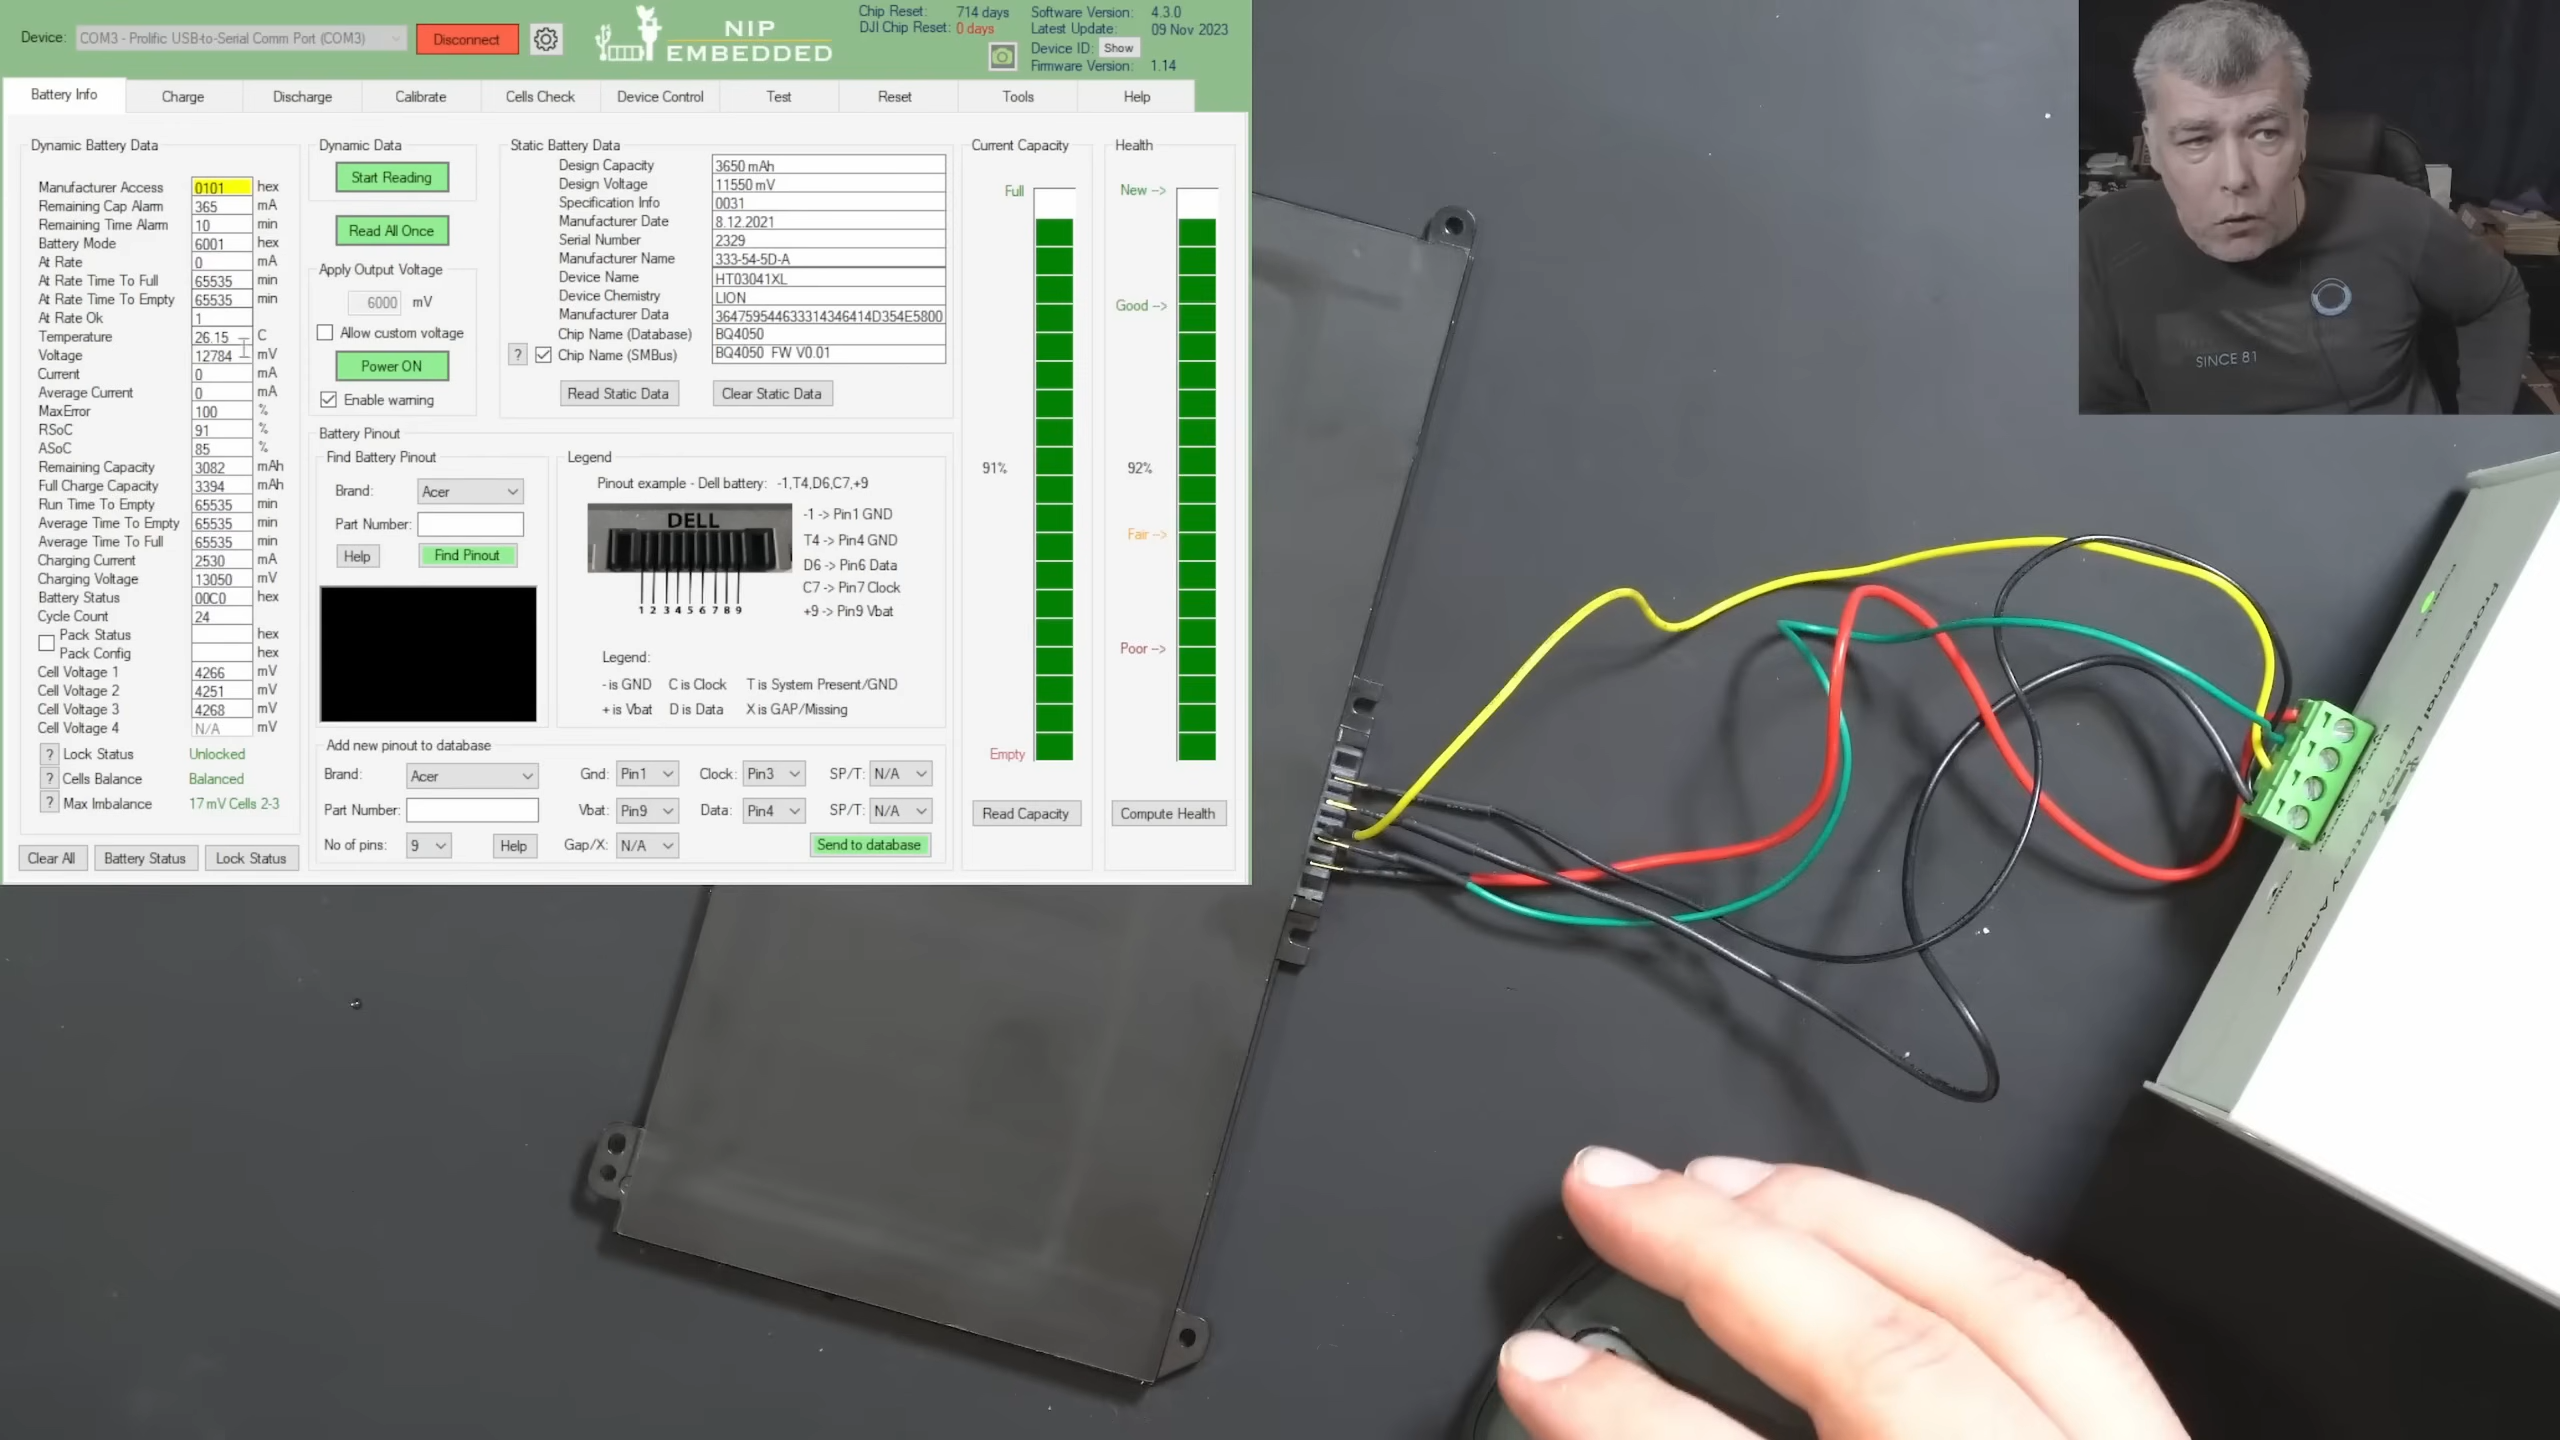 Device: COM3 - Prolific USB-to-Serial Comm Port (COM3) Disconnect
NIP
EMBEDDED
Chip Reset: 714 days
DJI Chip Reset: 0 days
Software Version: 4.3.0
Latest Update: 09 Nov 2023
Device ID: Show
Firmware Version: 1.14
Battery Info Charge Discharge Calibrate Cells Check Device Control Test Reset Tools Help
Dynamic Battery Data
Manufacturer Access 0101 hex
Remaining Cap Alarm 365 mA
Remaining Time Alarm 10 min
Battery Mode 6001 hex
At Rate 0 mA
At Rate Time To Full 65535 min
At Rate Time To Empty 65535 min
At Rate Ok 1
Temperature 26.15 C
Voltage 12784 mV
Current 0 mA
Average Current 0 mA
MaxError 100 %
RSoC 91 %
ASoC 85 %
Remaining Capacity 3082 mAh
Full Charge Capacity 3394 mAh
Run Time To Empty 65535 min
Average Time To Empty 65535 min
Average Time To Full 65535 min
Charging Current 2530 mA
Charging Voltage 13050 mV
Battery Status 00C0 hex
Cycle Count 24
Pack Status hex
Pack Config hex
Cell Voltage 1 4266 mV
Cell Voltage 2 4251 mV
Cell Voltage 3 4268 mV
Cell Voltage 4 N/A mV
? Lock Status Unlocked
? Cells Balance Balanced
? Max Imbalance 17 mV Cells 2-3
Clear All Battery Status Lock Status
Dynamic Data
Start Reading
Read All Once
Apply Output Voltage
6000 mV
Allow custom voltage
Power ON
Enable warning
Static Battery Data
Design Capacity 3650 mAh
Design Voltage 11550 mV
Specification Info 0031
Manufacturer Date 8.12.2021
Serial Number 2329
Manufacturer Name 333-54-5D-A
Device Name HT03041XL
Device Chemistry LION
Manufacturer Data 36475954463331434641​4D354E5800
Chip Name (Database) BQ4050
? Chip Name (SMBus) BQ4050 FW V0.01
Read Static Data Clear Static Data
Battery Pinout
Find Battery Pinout
Brand: Acer
Part Number:
Help Find Pinout
Legend
Pinout example - Dell battery: -1,T4,D6,C7,+9
DELL
1 2 3 4 5 6 7 8 9
-1 -> Pin1 GND
T4 -> Pin4 GND
D6 -> Pin6 Data
C7 -> Pin7 Clock
+9 -> Pin9 Vbat
Legend:
- is GND C is Clock T is System Present/GND
+ is Vbat D is Data X is GAP/Missing
Add new pinout to database
Brand: Acer Gnd: Pin1 Clock: Pin3 SP/T: N/A
Part Number: Vbat: Pin9 Data: Pin4 SP/T: N/A
No of pins: 9 Help Gap/X: N/A Send to database
Current Capacity
Full
91%
Empty
Read Capacity
Health
New -->
Good -->
92%
Fair -->
Poor -->
Compute Health
SINCE 81
Professional Laptop Battery Analyzer